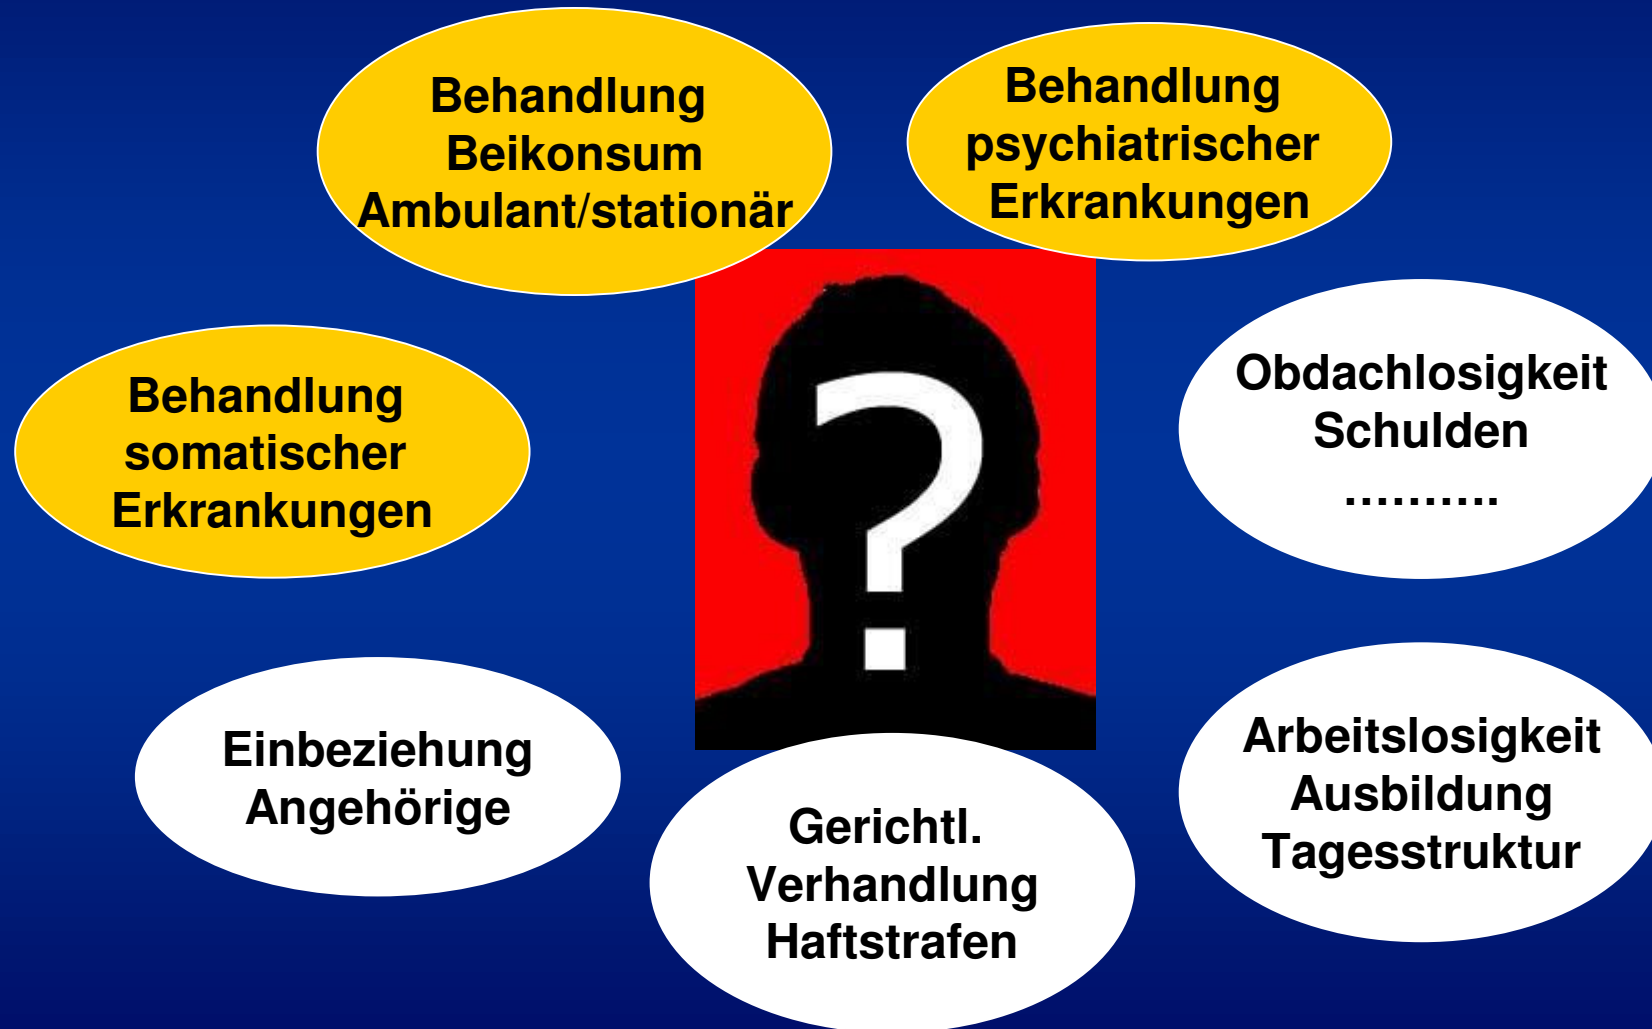 Behandlung
Beikonsum
Ambulant/stationär
Behandlung
psychiatrischer
Erkrankungen
Behandlung
somatischer
Erkrankungen
?
Obdachlosigkeit
Schulden
……….
Einbeziehung
Angehörige
Gerichtl.
Verhandlung
Haftstrafen
Arbeitslosigkeit
Ausbildung
Tagesstruktur